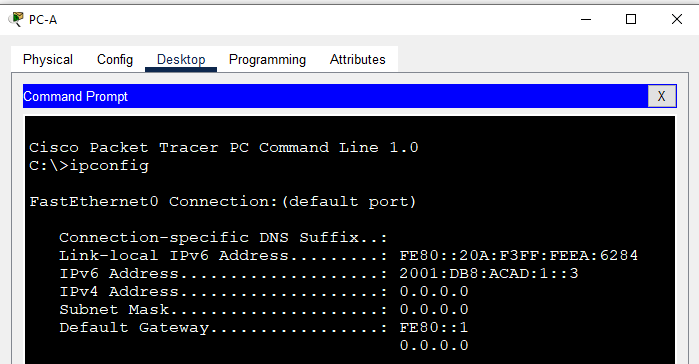 PC-A
Physical Config Desktop Programming Attributes
Command Prompt X
Cisco Packet Tracer PC Command Line 1.0
C:\>ipconfig
FastEthernet0 Connection:(default port)
Connection-specific DNS Suffix..:
Link-local IPv6 Address.........: FE80::20A:F3FF:FEEA:6284
IPv6 Address....................: 2001:DB8:ACAD:1::3
IPv4 Address....................: 0.0.0.0
Subnet Mask.....................: 0.0.0.0
Default Gateway.................: FE80::1
0.0.0.0